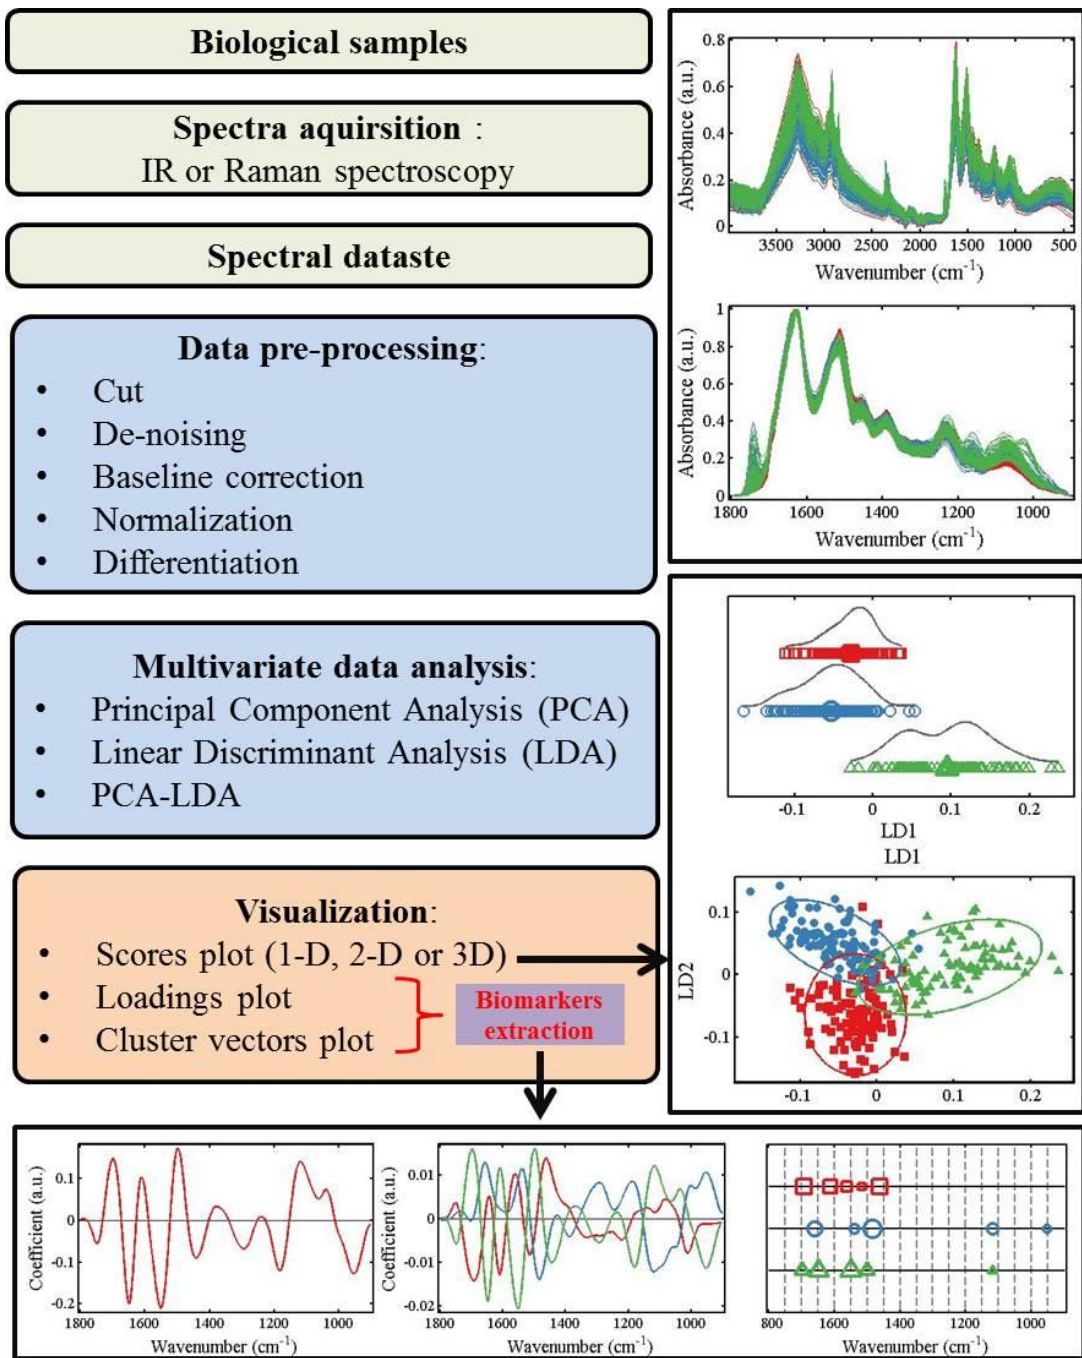 Biological samples
Spectra aquirsition :
IR or Raman spectroscopy
Spectral dataste
Data pre-processing:
• Cut
• De-noising
• Baseline correction
• Normalization
• Differentiation
Multivariate data analysis:
• Principal Component Analysis (PCA)
• Linear Discriminant Analysis (LDA)
• PCA-LDA
Visualization:
• Scores plot (1-D, 2-D or 3D)
• Loadings plot
• Cluster vectors plot
Biomarkers
extraction
Absorbance (a.u.)
0.8
0.6
0.4
0.2
0
3500 3000 2500 2000 1500 1000 500
Wavenumber (cm⁻¹)
Absorbance (a.u.)
1
0.8
0.6
0.4
0.2
0
1800 1600 1400 1200 1000
Wavenumber (cm⁻¹)
-0.1 0 0.1 0.2
LD1
LD1
LD2
0.1
0
-0.1
-0.1 0 0.1 0.2
Coefficient (a.u.)
0.1
0
-0.1
-0.2
1800 1600 1400 1200 1000
Wavenumber (cm⁻¹)
Coefficient (a.u.)
0.01
0
-0.01
-0.02
1800 1600 1400 1200 1000
Wavenumber (cm⁻¹)
800 1600 1400 1200 1000
Wavenumber (cm⁻¹)